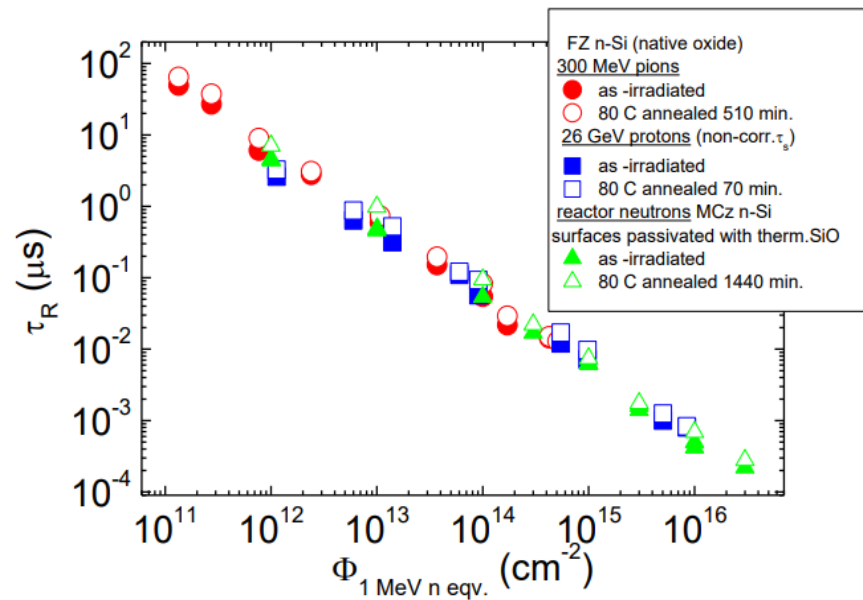 FZ n-Si (native oxide)
300 MeV pions
as -irradiated
80 C annealed 510 min.
26 GeV protons (non-corr.τₛ)
as -irradiated
80 C annealed 70 min.
reactor neutrons MCz n-Si
surfaces passivated with therm.SiO
as -irradiated
80 C annealed 1440 min.
10²
10¹
10⁰
10⁻¹
10⁻²
10⁻³
10⁻⁴
τR (μs)
10¹¹ 10¹² 10¹³ 10¹⁴ 10¹⁵ 10¹⁶
Φ1 MeV n eqv. (cm⁻²)